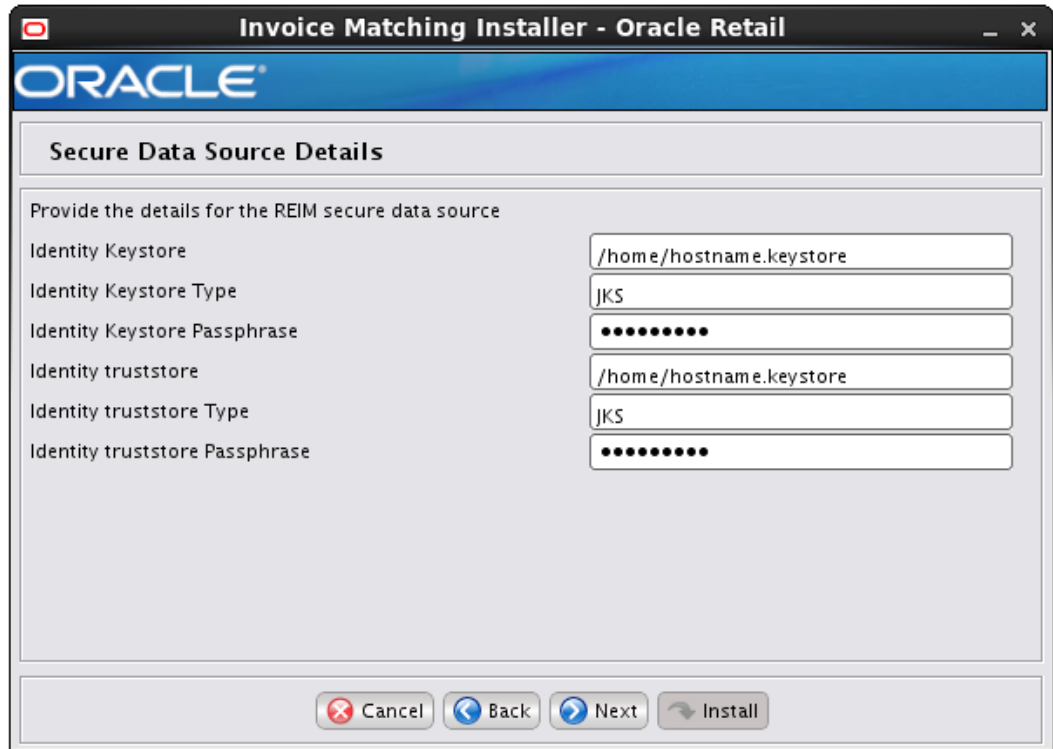 Invoice Matching Installer - Oracle Retail
ORACLE®
Secure Data Source Details
Provide the details for the REIM secure data source
Identity Keystore /home/hostname.keystore
Identity Keystore Type JKS
Identity Keystore Passphrase •••••••••
Identity truststore /home/hostname.keystore
Identity truststore Type JKS
Identity truststore Passphrase •••••••••
Cancel Back Next Install